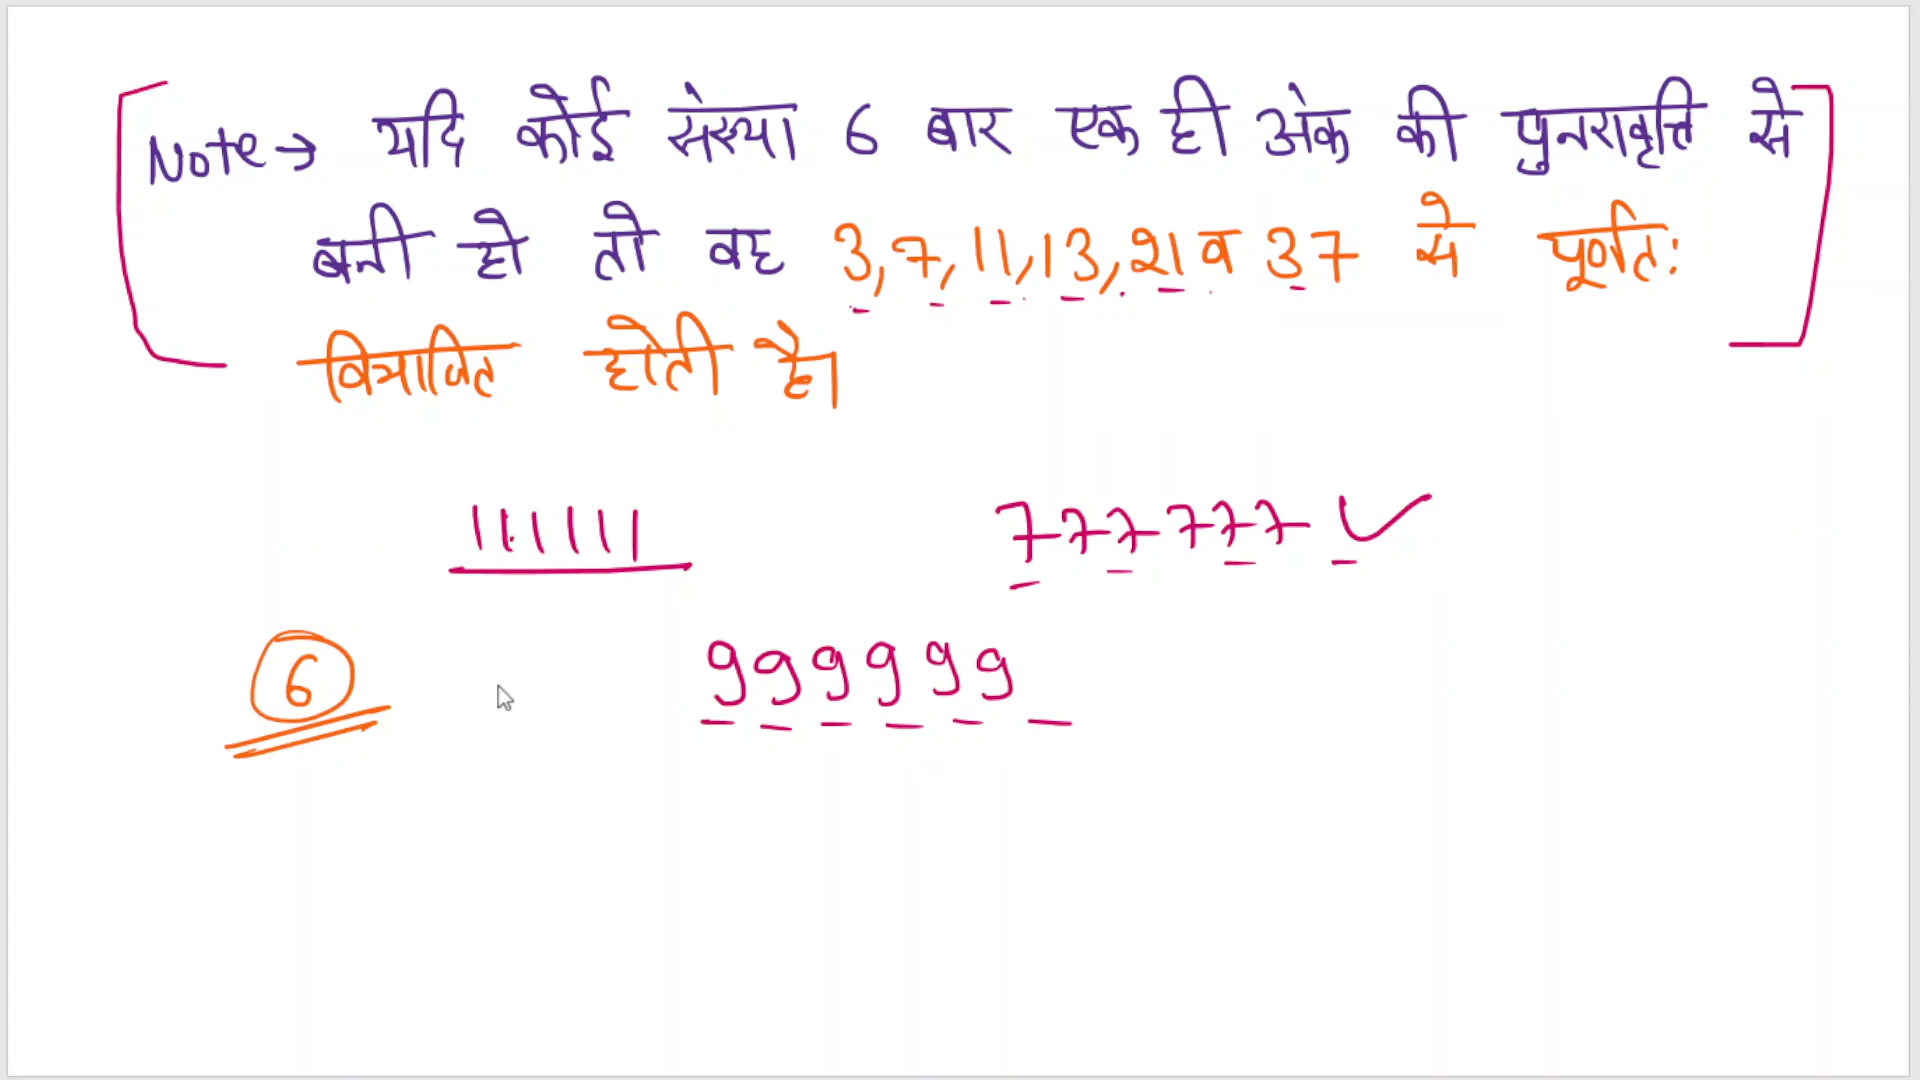 Note → यदि कोई संख्या 6 बार एक ही अंक की पुनरावृत्ति से
बनी हो तो वह 3, 7, 11, 13, 21 व 37 से पूर्णतः
विभाजित होती है।
111111 777777 ✓
6 999999